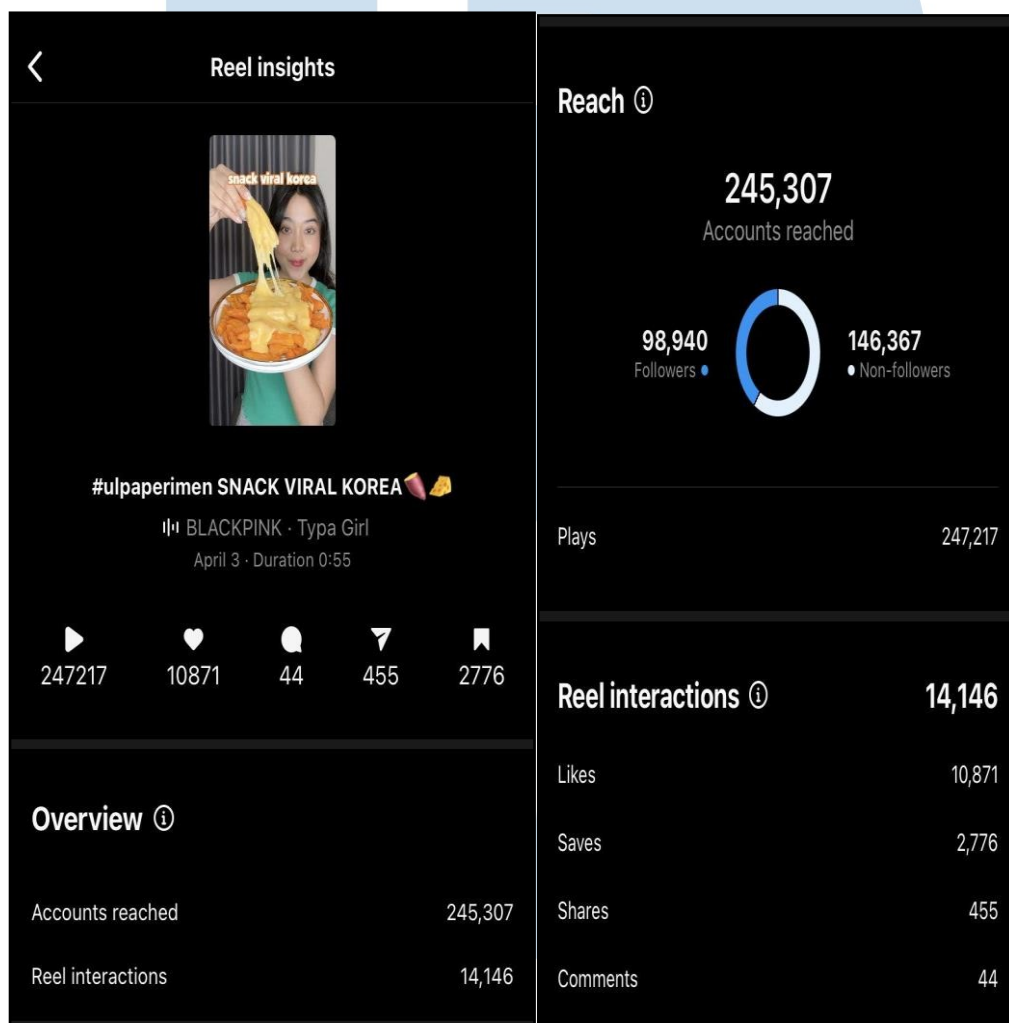 Reel insights
snack viral korea
#ulpaperimen SNACK VIRAL KOREA🍠🧀
BLACKPINK · Typa Girl
April 3 · Duration 0:55
247217 10871 44 455 2776
Overview
Accounts reached 245,307
Reel interactions 14,146
Reach
245,307
Accounts reached
98,940 146,367
Followers Non-followers
Plays 247,217
Reel interactions 14,146
Likes 10,871
Saves 2,776
Shares 455
Comments 44